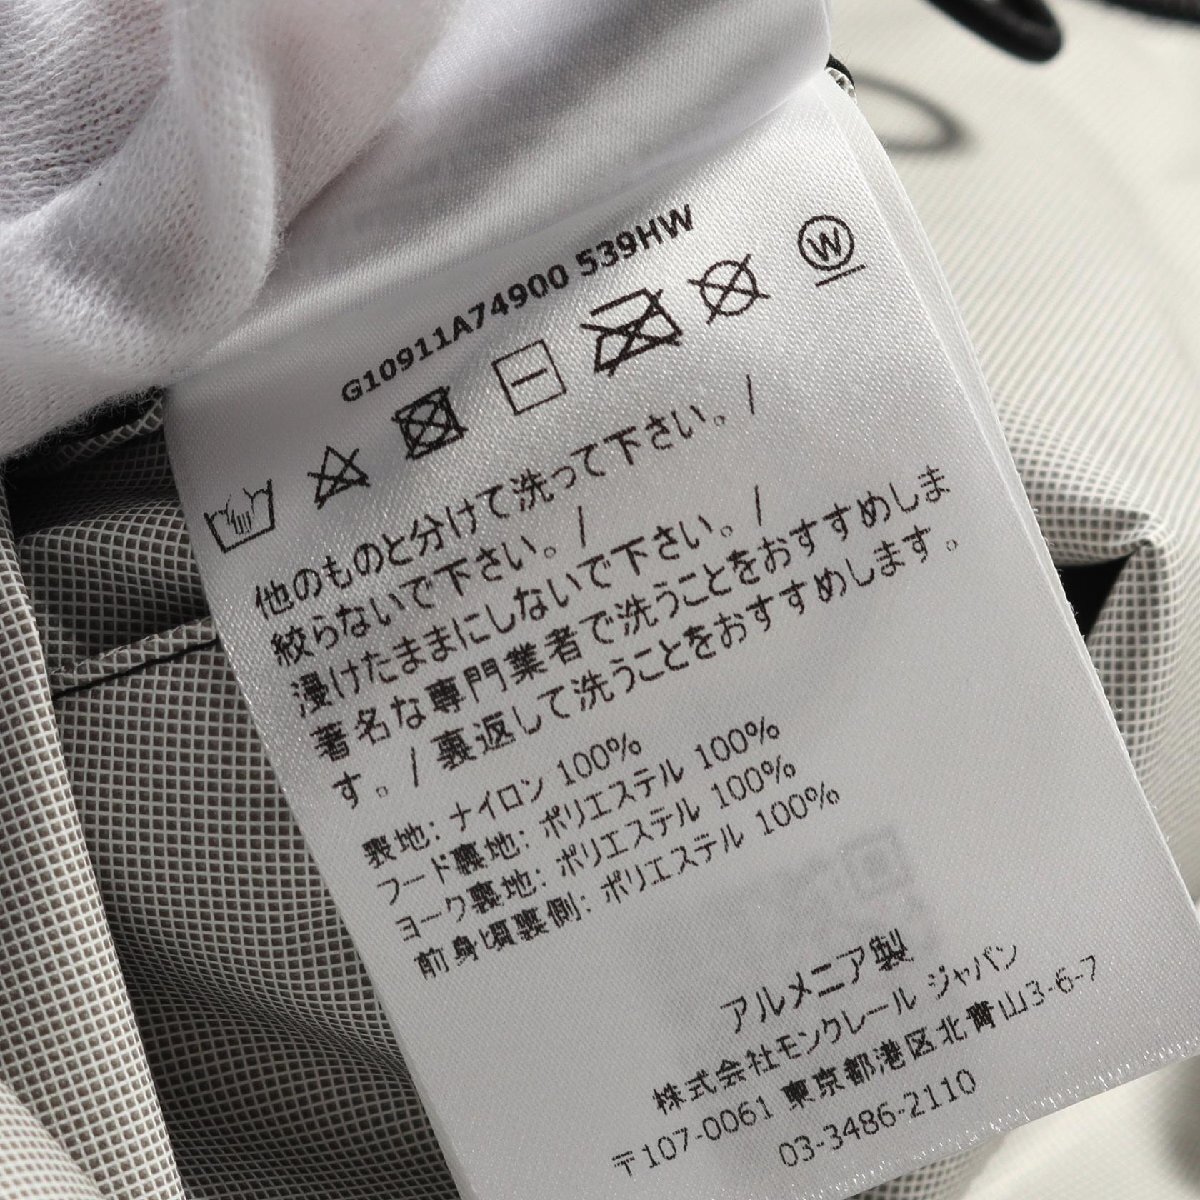 G10911A74900 539HW
W
他のものと分けて洗って下さい。/
絞らないで下さい。/
浸けたままにしないで下さい。/
著名な専門業者で洗うことをおすすめしま
す。/ 裏返して洗うことをおすすめします。
表地: ナイロン 100%
フード裏地: ポリエステル 100%
ヨーク裏地: ポリエステル 100%
前身頃裏側: ポリエステル 100%
アルメニア製
株式会社モンクレール ジャパン
〒107-0061 東京都港区北青山3-6-7
03-3486-2110